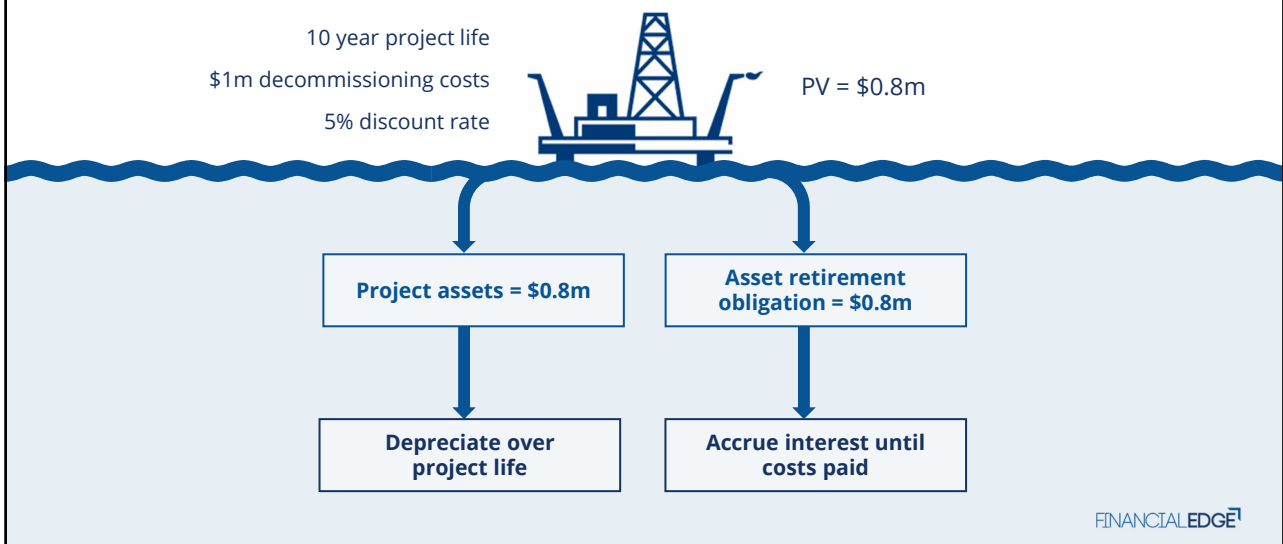 10 year project life
$1m decommissioning costs
5% discount rate
PV = $0.8m
Project assets = $0.8m
Asset retirement
obligation = $0.8m
Depreciate over
project life
Accrue interest until
costs paid
FINANCIALEDGE